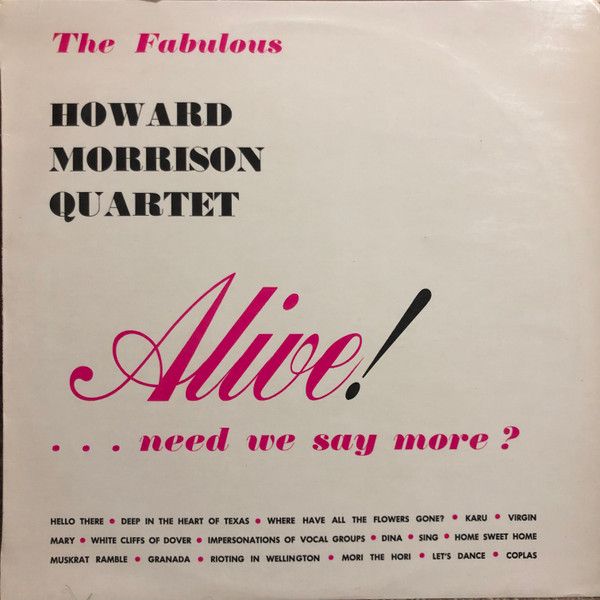 The Fabulous
HOWARD
MORRISON
QUARTET
Alive!
. . . need we say more?
HELLO THERE • DEEP IN THE HEART OF TEXAS • WHERE HAVE ALL THE FLOWERS GONE? • KARU • VIRGIN
MARY • WHITE CLIFFS OF DOVER • IMPERSONATIONS OF VOCAL GROUPS • DINA • SING • HOME SWEET HOME
MUSKRAT RAMBLE • GRANADA • RIOTING IN WELLINGTON • MORI THE HORI • LET'S DANCE • COPLAS